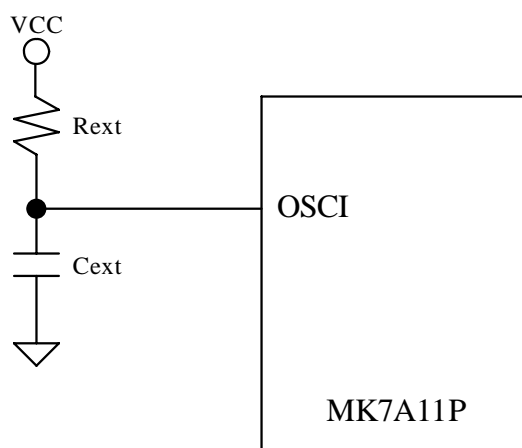 VCC
Rext
OSCI
Cext
MK7A11P